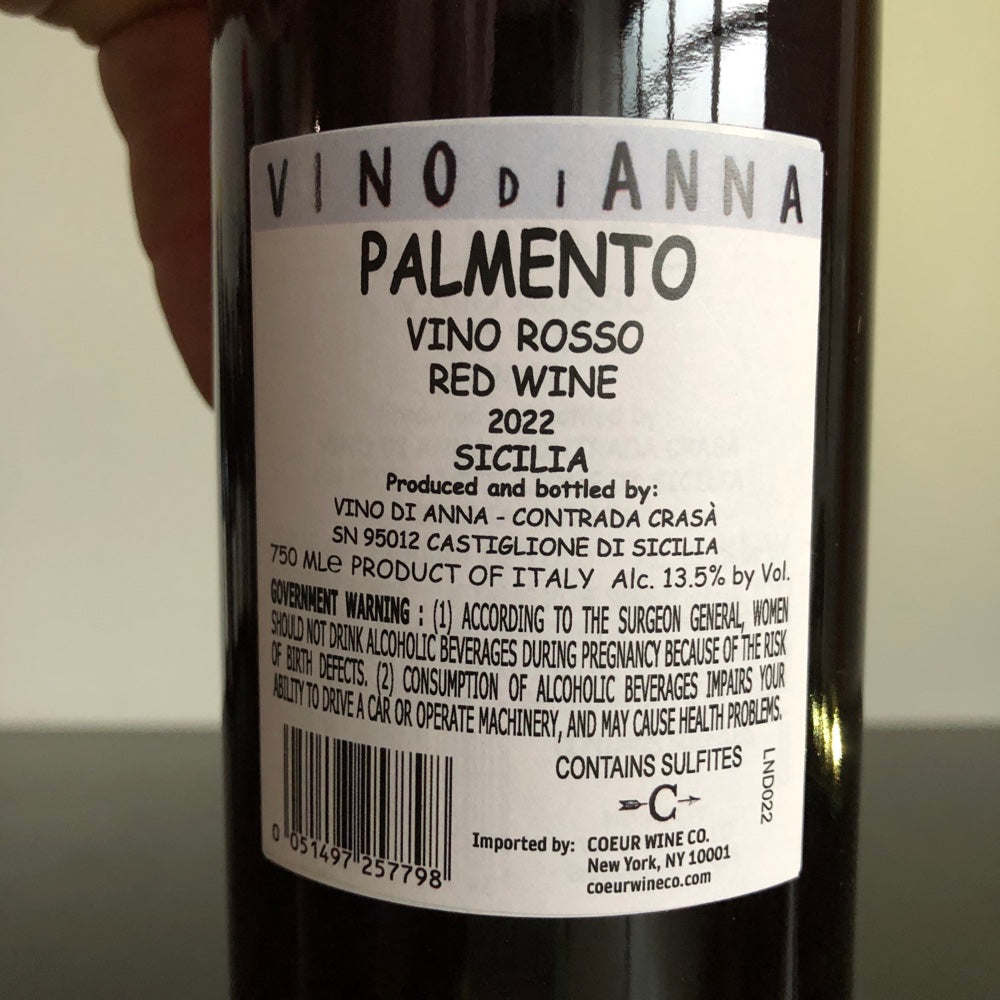 VINO DI ANNA
PALMENTO
VINO ROSSO
RED WINE
2022
SICILIA
Produced and bottled by:
VINO DI ANNA - CONTRADA CRASÀ
SN 95012 CASTIGLIONE DI SICILIA
750 MLe PRODUCT OF ITALY Alc. 13.5% by Vol.
GOVERNMENT WARNING : (1) ACCORDING TO THE SURGEON GENERAL, WOMEN
SHOULD NOT DRINK ALCOHOLIC BEVERAGES DURING PREGNANCY BECAUSE OF THE RISK
OF BIRTH DEFECTS. (2) CONSUMPTION OF ALCOHOLIC BEVERAGES IMPAIRS YOUR
ABILITY TO DRIVE A CAR OR OPERATE MACHINERY, AND MAY CAUSE HEALTH PROBLEMS.
CONTAINS SULFITES
LND022
C
Imported by: COEUR WINE CO.
New York, NY 10001
coeurwineco.com
0 051497 257798